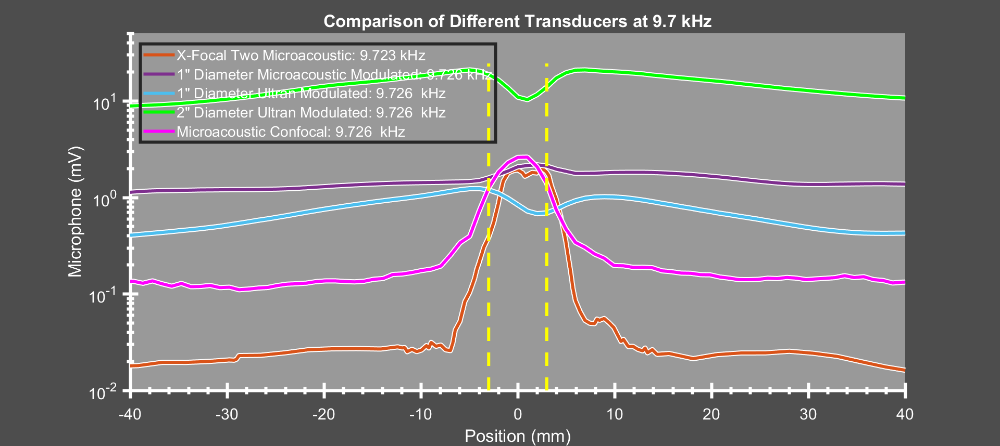 Comparison of Different Transducers at 9.7 kHz
X-Focal Two Microacoustic: 9.723 kHz
1" Diameter Microacoustic Modulated: 9.726 kHz
1" Diameter Ultran Modulated: 9.726  kHz
2" Diameter Ultran Modulated: 9.726  kHz
Microacoustic Confocal: 9.726  kHz
Microphone (mV)
10^1
10^0
10^-1
10^-2
-40 -30 -20 -10 0 10 20 30 40
Position (mm)